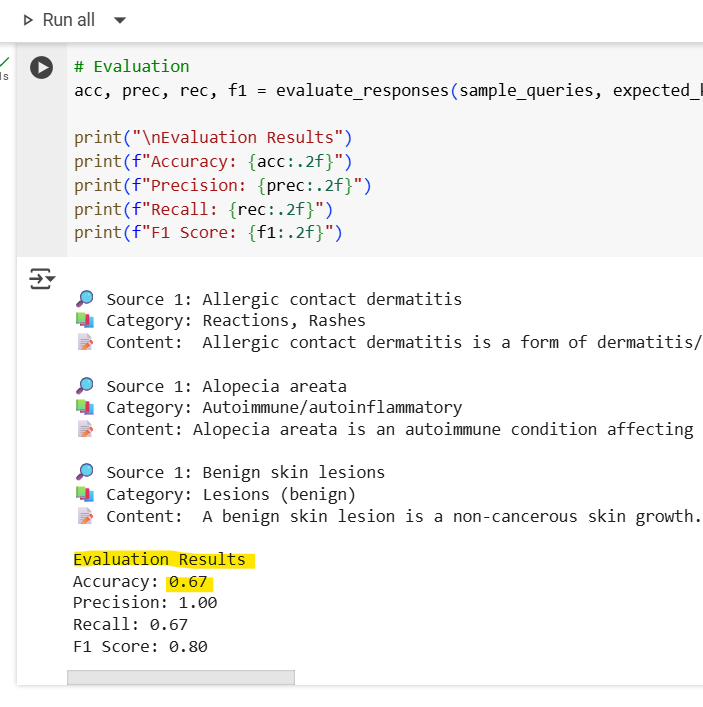 Run all
# Evaluation
acc, prec, rec, f1 = evaluate_responses(sample_queries, expected_
print("\nEvaluation Results")
print(f"Accuracy: {acc:.2f}")
print(f"Precision: {prec:.2f}")
print(f"Recall: {rec:.2f}")
print(f"F1 Score: {f1:.2f}")
Source 1: Allergic contact dermatitis
Category: Reactions, Rashes
Content:  Allergic contact dermatitis is a form of dermatitis/
Source 1: Alopecia areata
Category: Autoimmune/autoinflammatory
Content: Alopecia areata is an autoimmune condition affecting
Source 1: Benign skin lesions
Category: Lesions (benign)
Content:  A benign skin lesion is a non-cancerous skin growth.
Evaluation Results
Accuracy: 0.67
Precision: 1.00
Recall: 0.67
F1 Score: 0.80